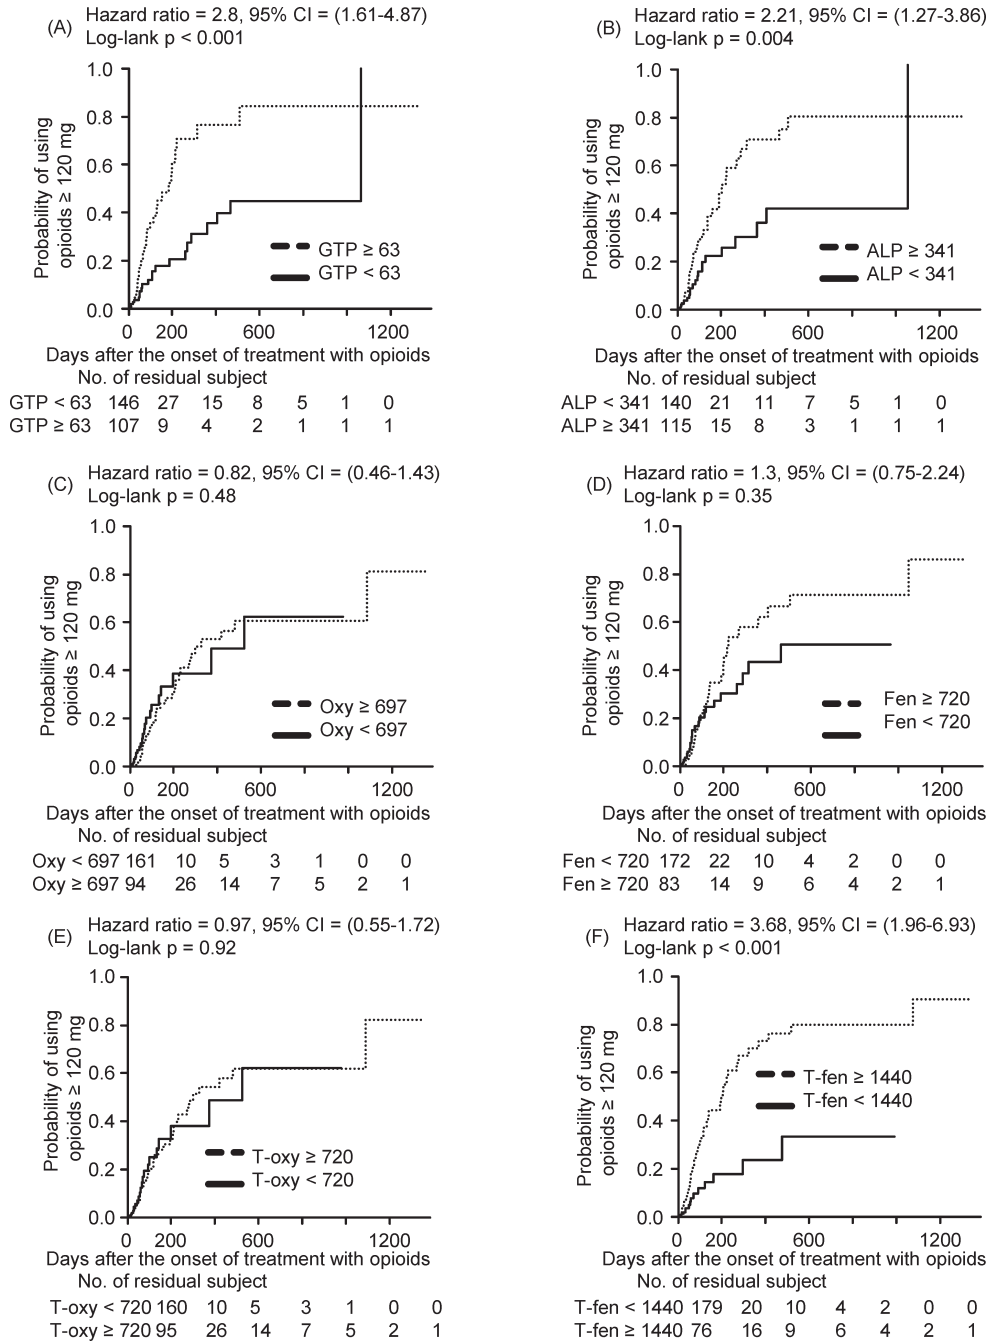 (A)
Hazard ratio = 2.8, 95% CI = (1.61-4.87)
Log-lank p < 0.001
Probability of using
opioids ≥ 120 mg
1.0
0.8
0.6
0.4
0.2
0.0
GTP ≥ 63
GTP < 63
0 200 600 1200
Days after the onset of treatment with opioids
No. of residual subject
GTP < 63 146 27 15 8 5 1 0
GTP ≥ 63 107 9 4 2 1 1 1
(B)
Hazard ratio = 2.21, 95% CI = (1.27-3.86)
Log-lank p = 0.004
Probability of using
opioids ≥ 120 mg
1.0
0.8
0.6
0.4
0.2
0.0
ALP ≥ 341
ALP < 341
0 200 600 1200
Days after the onset of treatment with opioids
No. of residual subject
ALP < 341 140 21 11 7 5 1 0
ALP ≥ 341 115 15 8 3 1 1 1
(C)
Hazard ratio = 0.82, 95% CI = (0.46-1.43)
Log-lank p = 0.48
Probability of using
opioids ≥ 120 mg
1.0
0.8
0.6
0.4
0.2
0.0
Oxy ≥ 697
Oxy < 697
0 200 600 1200
Days after the onset of treatment with opioids
No. of residual subject
Oxy < 697 161 10 5 3 1 0 0
Oxy ≥ 697 94 26 14 7 5 2 1
(D)
Hazard ratio = 1.3, 95% CI = (0.75-2.24)
Log-lank p = 0.35
Probability of using
opioids ≥ 120 mg
1.0
0.8
0.6
0.4
0.2
0.0
Fen ≥ 720
Fen < 720
0 200 600 1200
Days after the onset of treatment with opioids
No. of residual subject
Fen < 720 172 22 10 4 2 0 0
Fen ≥ 720 83 14 9 6 4 2 1
(E)
Hazard ratio = 0.97, 95% CI = (0.55-1.72)
Log-lank p = 0.92
Probability of using
opioids ≥ 120 mg
1.0
0.8
0.6
0.4
0.2
0.0
T-oxy ≥ 720
T-oxy < 720
0 200 600 1200
Days after the onset of treatment with opioids
No. of residual subject
T-oxy < 720 160 10 5 3 1 0 0
T-oxy ≥ 720 95 26 14 7 5 2 1
(F)
Hazard ratio = 3.68, 95% CI = (1.96-6.93)
Log-lank p < 0.001
Probability of using
opioids ≥ 120 mg
1.0
0.8
0.6
0.4
0.2
0.0
T-fen ≥ 1440
T-fen < 1440
0 200 600 1200
Days after the onset of treatment with opioids
No. of residual subject
T-fen < 1440 179 20 10 4 2 0 0
T-fen ≥ 1440 76 16 9 6 4 2 1